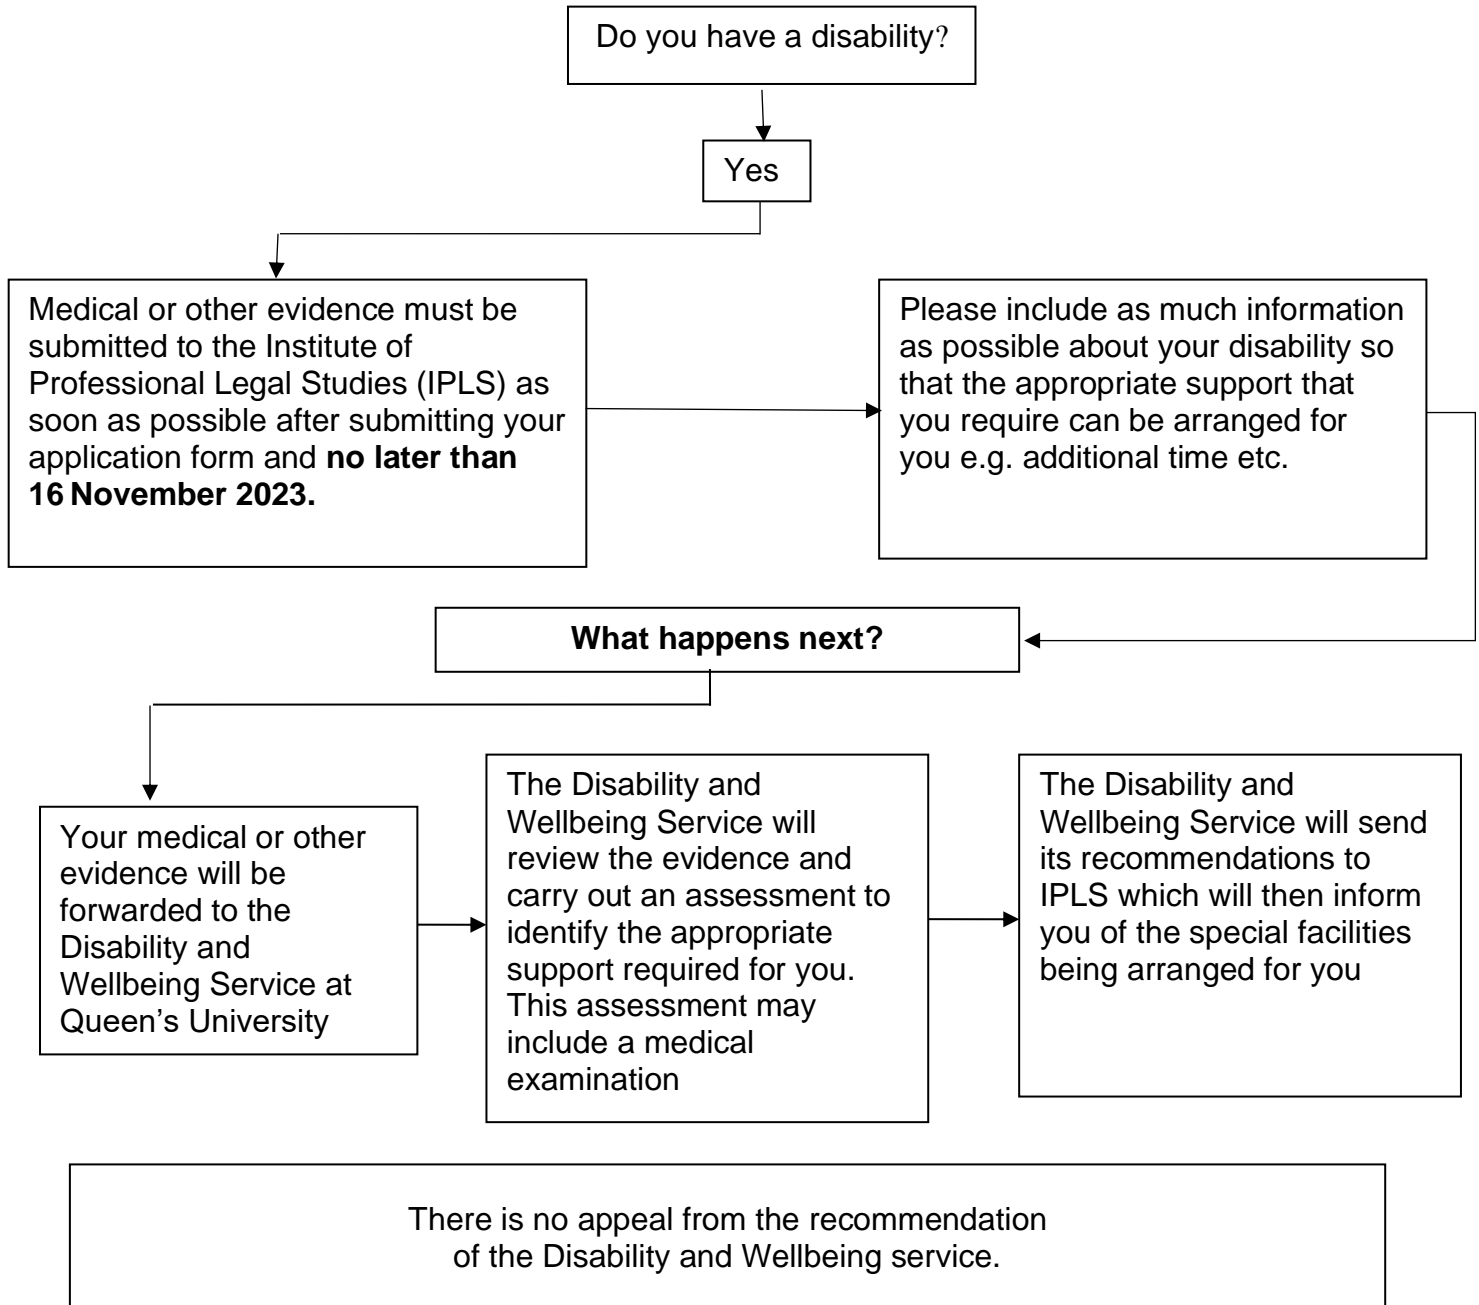 Do you have a disability?
Yes
Medical or other evidence must be
submitted to the Institute of
Professional Legal Studies (IPLS) as
soon as possible after submitting your
application form and no later than
16 November 2023.
Please include as much information
as possible about your disability so
that the appropriate support that
you require can be arranged for
you e.g. additional time etc.
What happens next?
Your medical or other
evidence will be
forwarded to the
Disability and
Wellbeing Service at
Queen’s University
The Disability and
Wellbeing Service will
review the evidence and
carry out an assessment to
identify the appropriate
support required for you.
This assessment may
include a medical
examination
The Disability and
Wellbeing Service will send
its recommendations to
IPLS which will then inform
you of the special facilities
being arranged for you
There is no appeal from the recommendation
of the Disability and Wellbeing service.